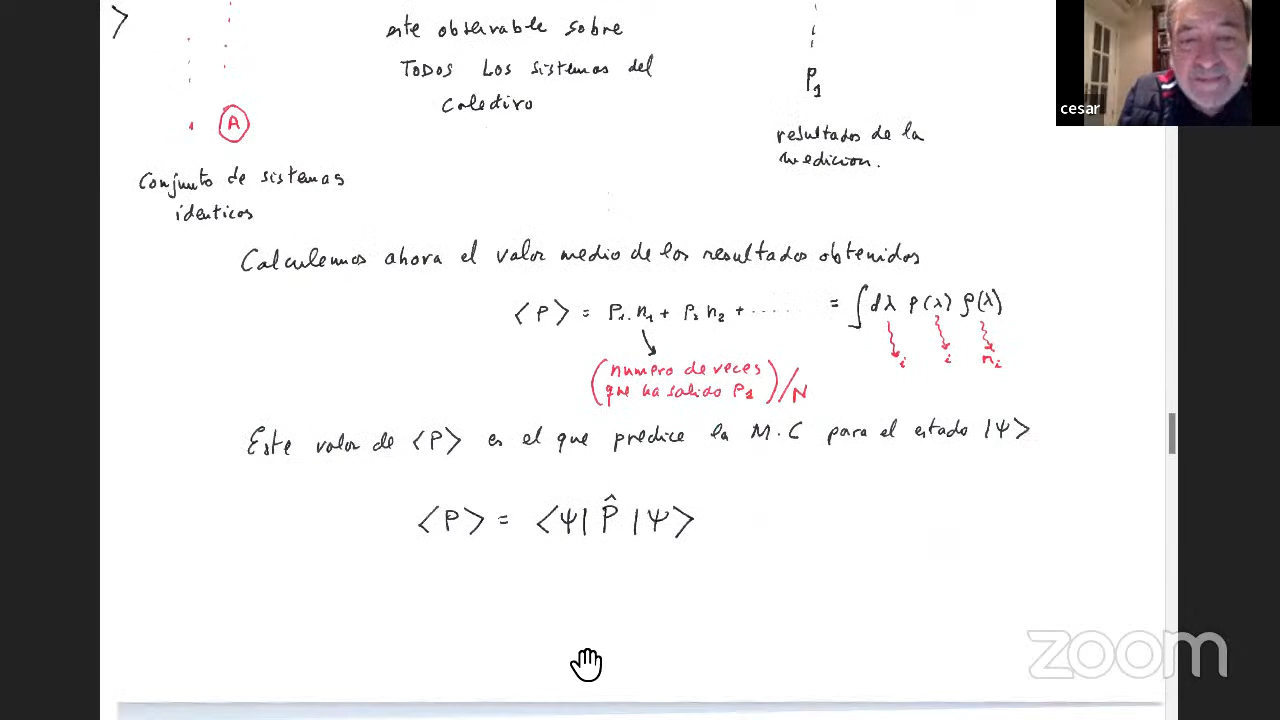 >
este observable sobre
TODOS Los sistemas del
Colectivo
A
P1
resultados de la
medicion.
Conjunto de sistemas
identicos
Calculemos ahora el valor medio de los resultados obtenidos
<P> = P1. n1 + P2 n2 + ...... = ∫dλ P(λ) ρ(λ)
i i ni
(numero de veces
que ha salido P1)/N
Este valor de <P> es el que predice la M.C para el estado |Ψ>
<P> = <Ψ| P̂ |Ψ>
cesar
zoom